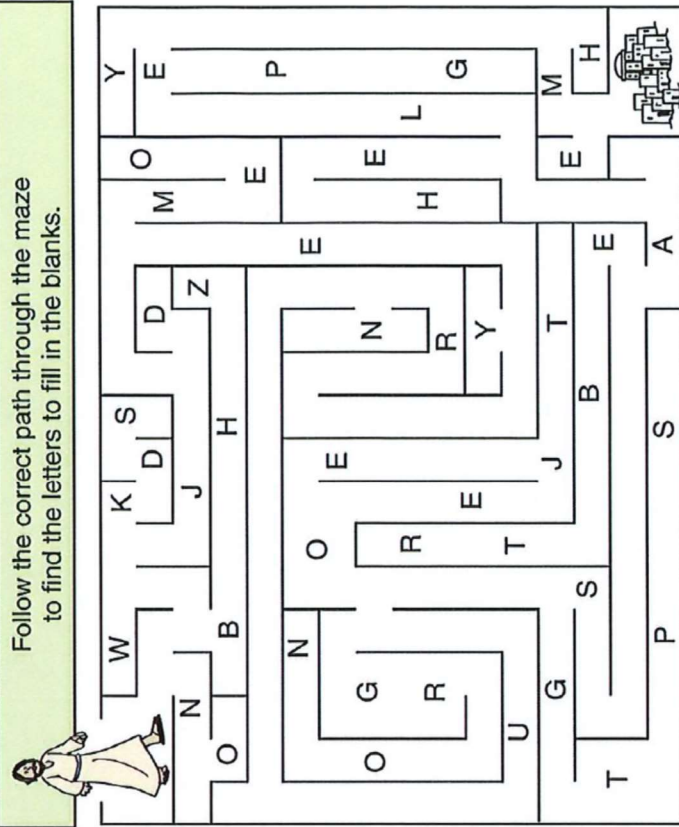 Follow the correct path through the maze
to find the letters to fill in the blanks.
W K S Y
D D M O E
N J Z
O B H
E
P
N O E
E
O G N E
R L
R R H G
E Y
U T
G J T M
E
S B E H
T
P S A